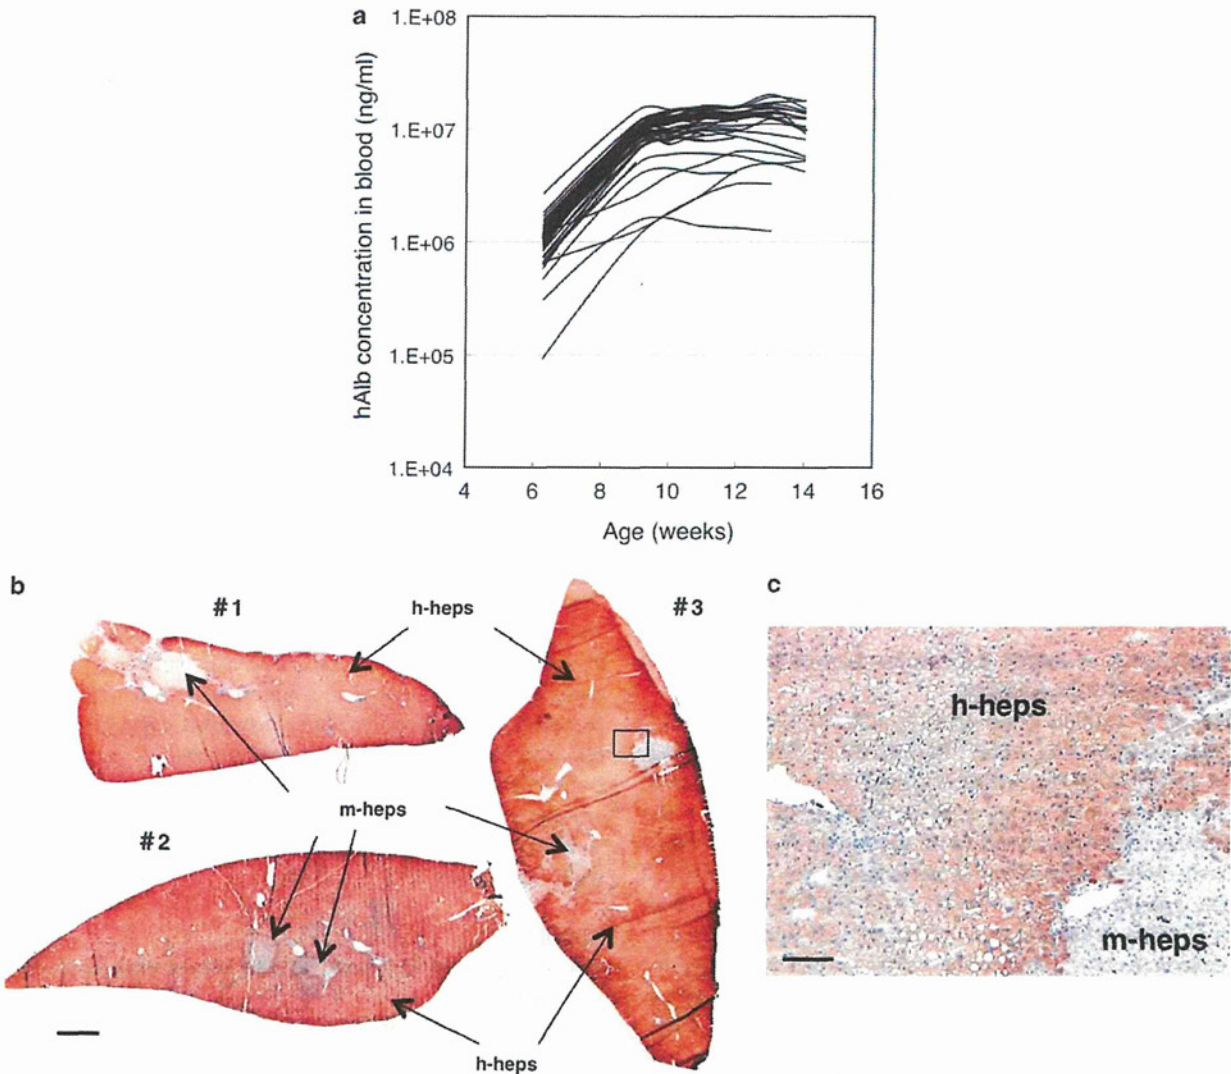 a
1.E+08
1.E+07
1.E+06
1.E+05
1.E+04
hAlb concentration in blood (ng/ml)
4 6 8 10 12 14 16
Age (weeks)
b
#1
h-heps
#3
m-heps
#2
h-heps
c
h-heps
m-heps